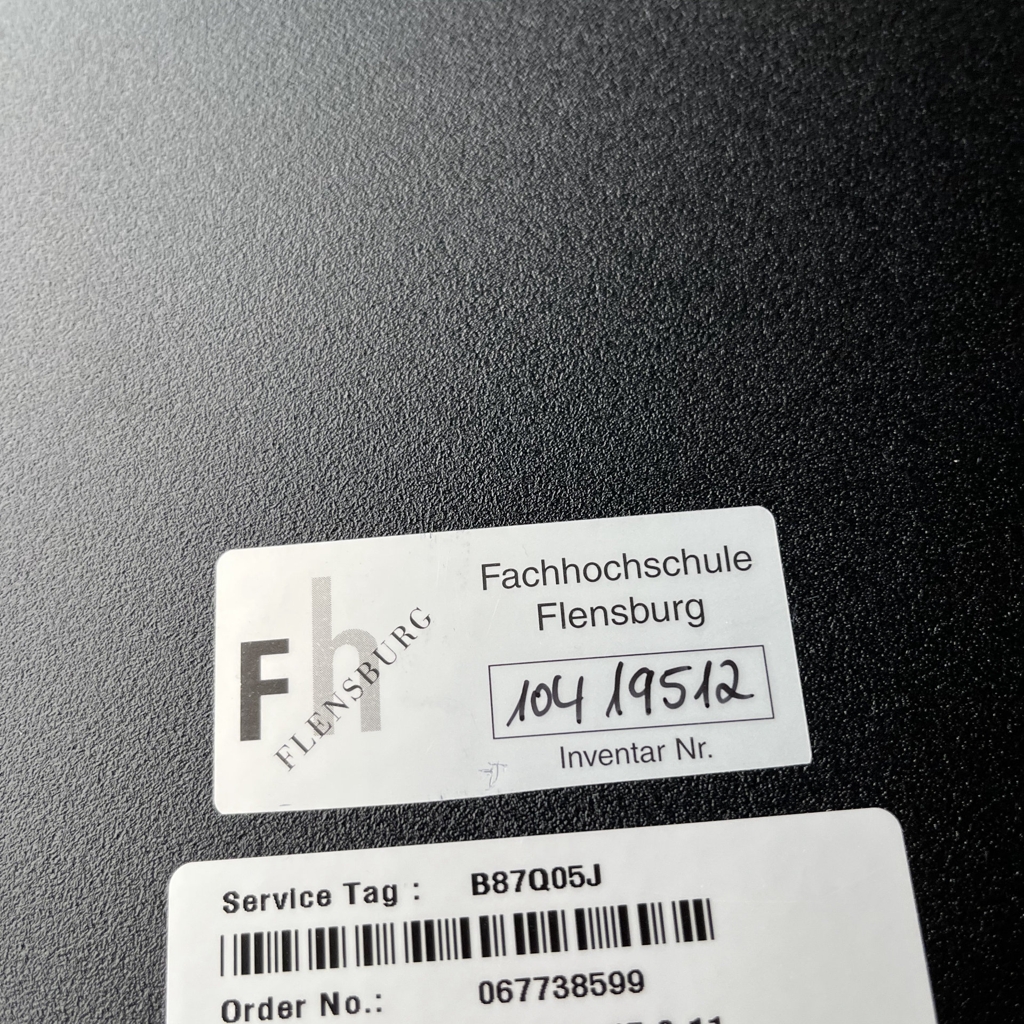 Fh
FLENSBURG
Fachhochschule
Flensburg
104 19512
Inventar Nr.
Service Tag : B87Q05J
Order No.: 067738599